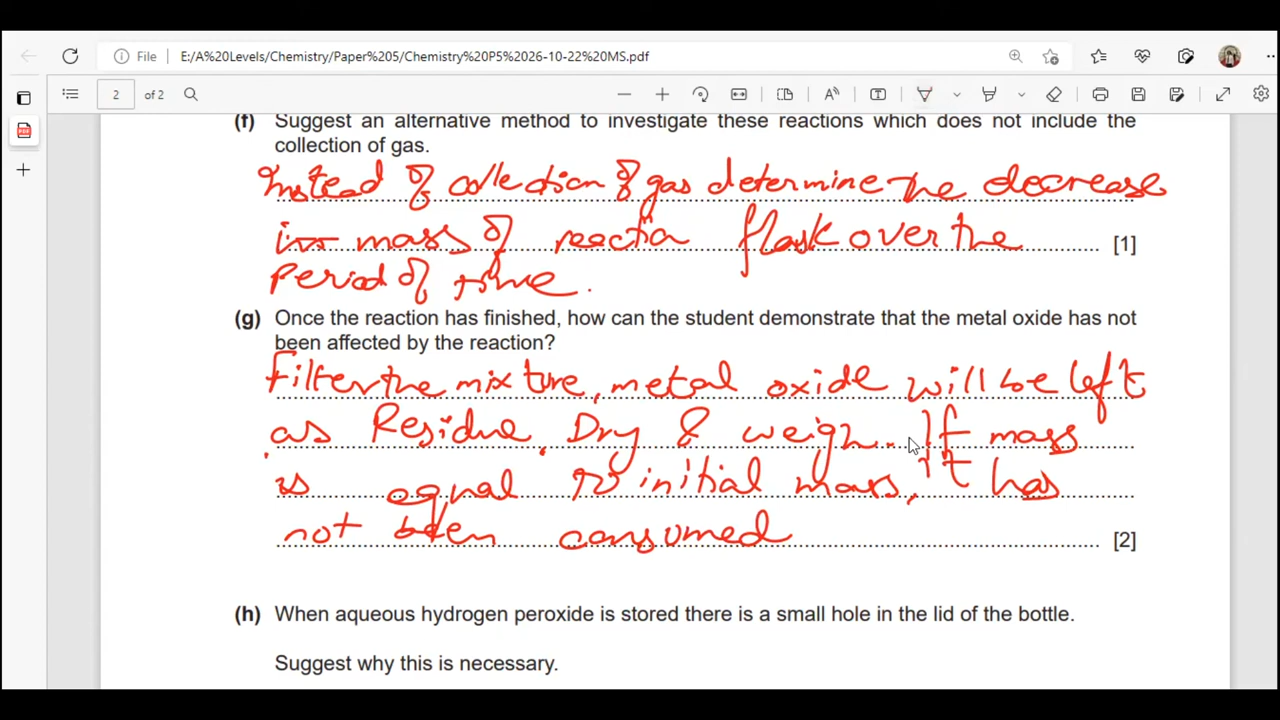 File
E:/A%20Levels/Chemistry/Paper%205/Chemistry%20P5%2026-10-22%20MS.pdf
2 of 2
(f) Suggest an alternative method to investigate these reactions which does not include the
collection of gas.
Instead of collection of gas determine the decrease
in mass of reaction flask over the
[1]
Period of time.
(g) Once the reaction has finished, how can the student demonstrate that the metal oxide has not
been affected by the reaction?
Filter the mixture, metal oxide will be left
as Residue. Dry & weigh. If mass
is equal to initial mass, it has
not been consumed
[2]
(h) When aqueous hydrogen peroxide is stored there is a small hole in the lid of the bottle.
Suggest why this is necessary.